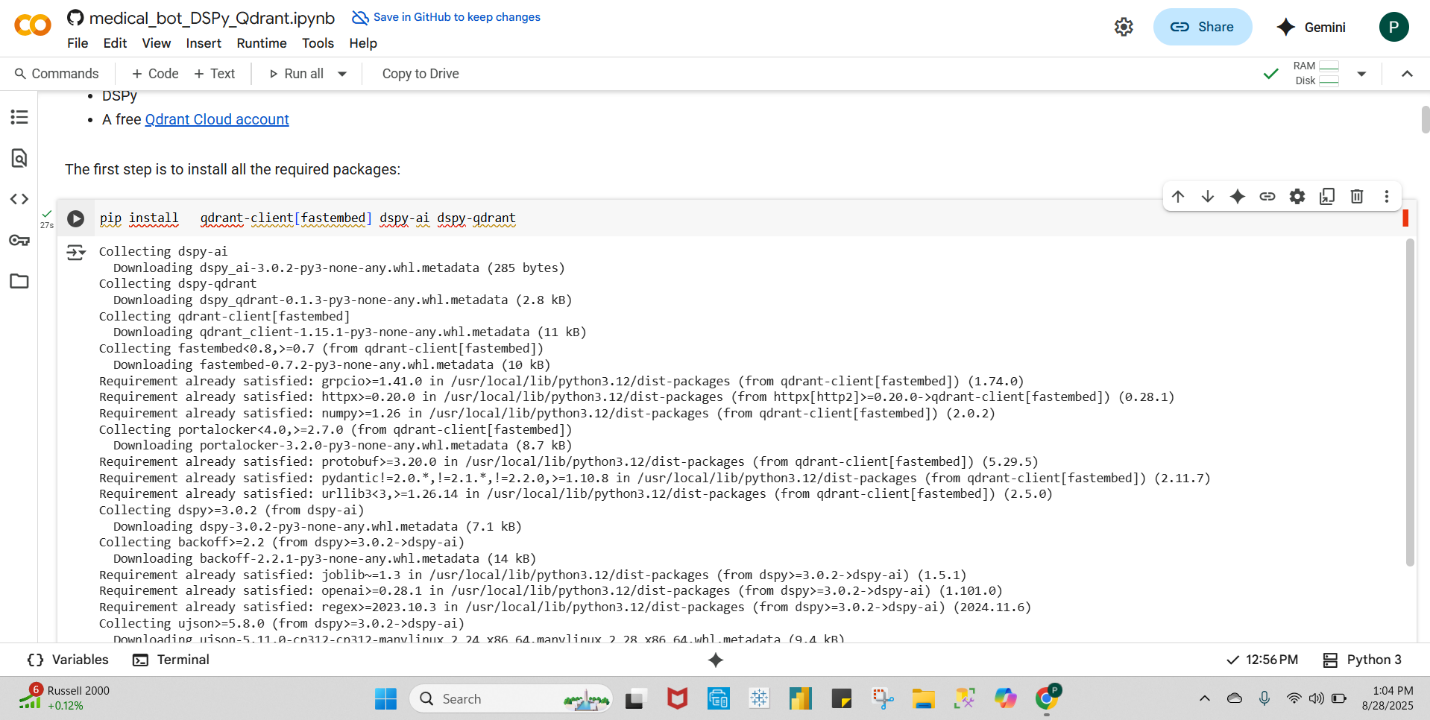 medical_bot_DSPy_Qdrant.ipynb
Save in GitHub to keep changes
Share
Gemini
P
File Edit View Insert Runtime Tools Help
Commands + Code + Text Run all Copy to Drive
RAM
Disk
DSPy
A free Qdrant Cloud account
The first step is to install all the required packages:
27s
pip install qdrant-client[fastembed] dspy-ai dspy-qdrant
Collecting dspy-ai
Downloading dspy_ai-3.0.2-py3-none-any.whl.metadata (285 bytes)
Collecting dspy-qdrant
Downloading dspy_qdrant-0.1.3-py3-none-any.whl.metadata (2.8 kB)
Collecting qdrant-client[fastembed]
Downloading qdrant_client-1.15.1-py3-none-any.whl.metadata (11 kB)
Collecting fastembed<0.8,>=0.7 (from qdrant-client[fastembed])
Downloading fastembed-0.7.2-py3-none-any.whl.metadata (10 kB)
Requirement already satisfied: grpcio>=1.41.0 in /usr/local/lib/python3.12/dist-packages (from qdrant-client[fastembed]) (1.74.0)
Requirement already satisfied: httpx>=0.20.0 in /usr/local/lib/python3.12/dist-packages (from httpx[http2]>=0.20.0->qdrant-client[fastembed]) (0.28.1)
Requirement already satisfied: numpy>=1.26 in /usr/local/lib/python3.12/dist-packages (from qdrant-client[fastembed]) (2.0.2)
Collecting portalocker<4.0,>=2.7.0 (from qdrant-client[fastembed])
Downloading portalocker-3.2.0-py3-none-any.whl.metadata (8.7 kB)
Requirement already satisfied: protobuf>=3.20.0 in /usr/local/lib/python3.12/dist-packages (from qdrant-client[fastembed]) (5.29.5)
Requirement already satisfied: pydantic!=2.0.*,!=2.1.*,!=2.2.0,>=1.10.8 in /usr/local/lib/python3.12/dist-packages (from qdrant-client[fastembed]) (2.11.7)
Requirement already satisfied: urllib3<3,>=1.26.14 in /usr/local/lib/python3.12/dist-packages (from qdrant-client[fastembed]) (2.5.0)
Collecting dspy>=3.0.2 (from dspy-ai)
Downloading dspy-3.0.2-py3-none-any.whl.metadata (7.1 kB)
Collecting backoff>=2.2 (from dspy>=3.0.2->dspy-ai)
Downloading backoff-2.2.1-py3-none-any.whl.metadata (14 kB)
Requirement already satisfied: joblib~=1.3 in /usr/local/lib/python3.12/dist-packages (from dspy>=3.0.2->dspy-ai) (1.5.1)
Requirement already satisfied: openai>=0.28.1 in /usr/local/lib/python3.12/dist-packages (from dspy>=3.0.2->dspy-ai) (1.101.0)
Requirement already satisfied: regex>=2023.10.3 in /usr/local/lib/python3.12/dist-packages (from dspy>=3.0.2->dspy-ai) (2024.11.6)
Collecting ujson>=5.8.0 (from dspy>=3.0.2->dspy-ai)
Downloading ujson-5.11.0-cp312-cp312-manylinux_2_24_x86_64.manylinux_2_28_x86_64.whl.metadata (9.4 kB)
Variables Terminal
12:56 PM Python 3
6
Russell 2000
+0.12%
Search
P
1:04 PM
8/28/2025